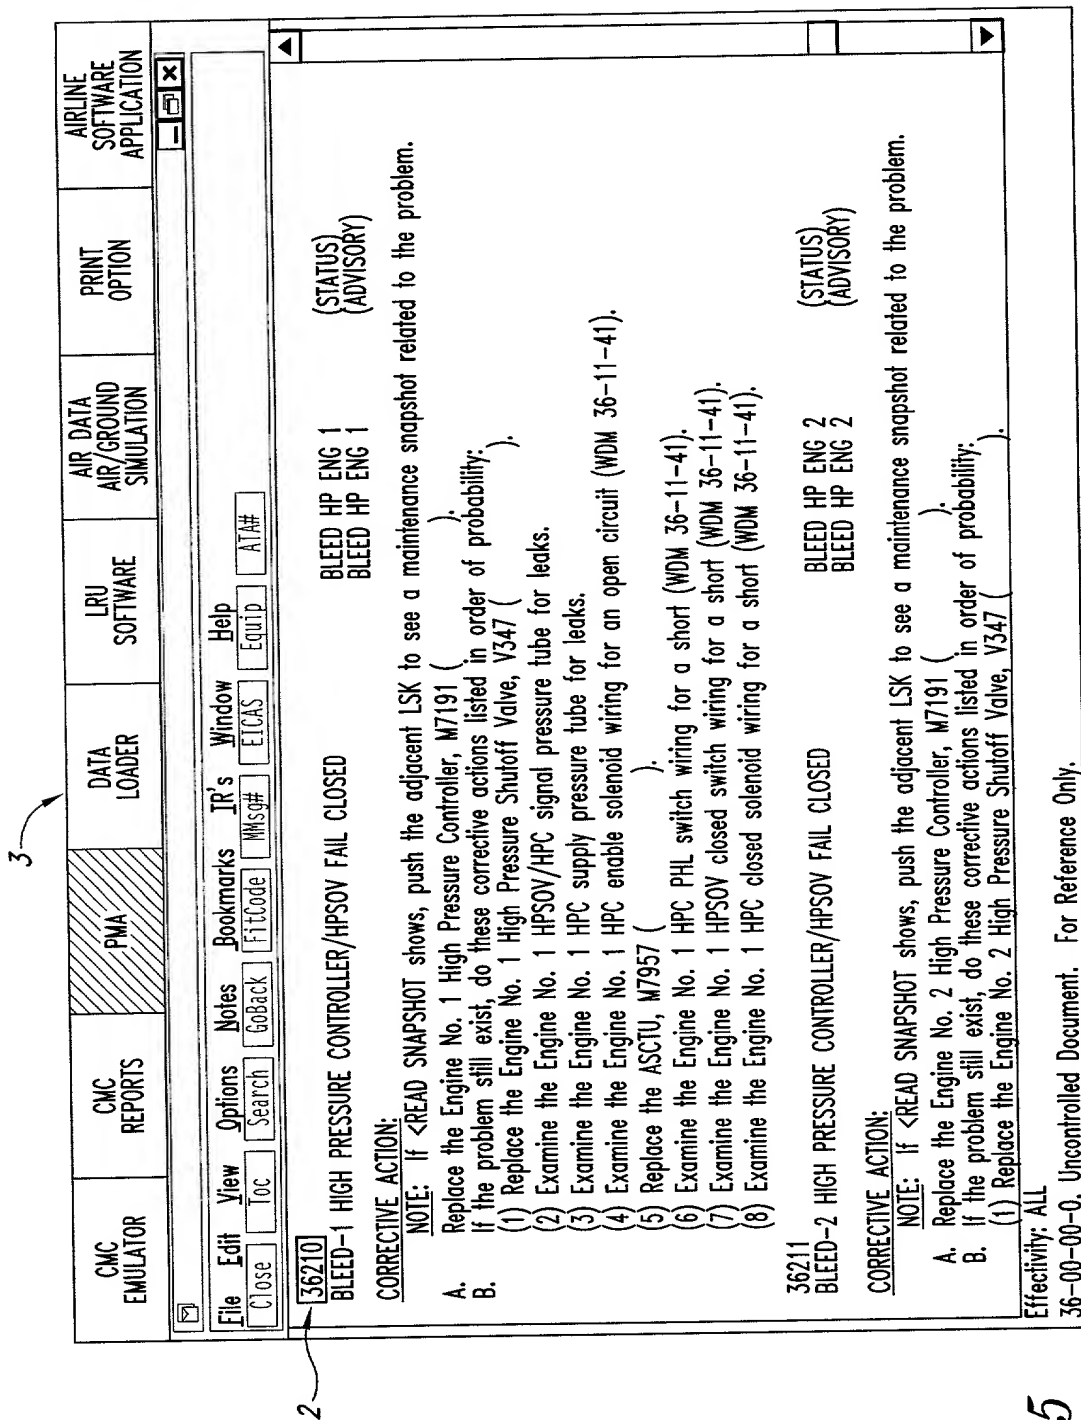 3
CMC EMULATOR
CMC REPORTS
PMA
DATA LOADER
LRU SOFTWARE
AIR DATA AIR/GROUND SIMULATION
PRINT OPTION
AIRLINE SOFTWARE APPLICATION
File Edit View Options Notes Bookmarks IR's Window Help
Close Toc Search GoBack FitCode MMsg# EICAS Equip ATA#
2
36210
BLEED-1 HIGH PRESSURE CONTROLLER/HPSOV FAIL CLOSED
BLEED HP ENG 1 (STATUS)
BLEED HP ENG 1 (ADVISORY)
CORRECTIVE ACTION:
NOTE: If <READ SNAPSHOT shows, push the adjacent LSK to see a maintenance snapshot related to the problem.
A. Replace the Engine No. 1 High Pressure Controller, M7191 ( ).
B. If the problem still exist, do these corrective actions listed in order of probability:
(1) Replace the Engine No. 1 High Pressure Shutoff Valve, V347 ( ).
(2) Examine the Engine No. 1 HPSOV/HPC signal pressure tube for leaks.
(3) Examine the Engine No. 1 HPC supply pressure tube for leaks.
(4) Examine the Engine No. 1 HPC enable solenoid wiring for an open circuit (WDM 36-11-41).
(5) Replace the ASCTU, M7957 ( ).
(6) Examine the Engine No. 1 HPC PHL switch wiring for a short (WDM 36-11-41).
(7) Examine the Engine No. 1 HPSOV closed switch wiring for a short (WDM 36-11-41).
(8) Examine the Engine No. 1 HPC closed solenoid wiring for a short (WDM 36-11-41).
36211
BLEED-2 HIGH PRESSURE CONTROLLER/HPSOV FAIL CLOSED
BLEED HP ENG 2 (STATUS)
BLEED HP ENG 2 (ADVISORY)
CORRECTIVE ACTION:
NOTE: If <READ SNAPSHOT shows, push the adjacent LSK to see a maintenance snapshot related to the problem.
A. Replace the Engine No. 2 High Pressure Controller, M7191 ( ).
B. If the problem still exist, do these corrective actions listed in order of probability:
(1) Replace the Engine No. 2 High Pressure Shutoff Valve, V347 ( ).
Effectivity: ALL
36-00-00-0. Uncontrolled Document. For Reference Only.
5